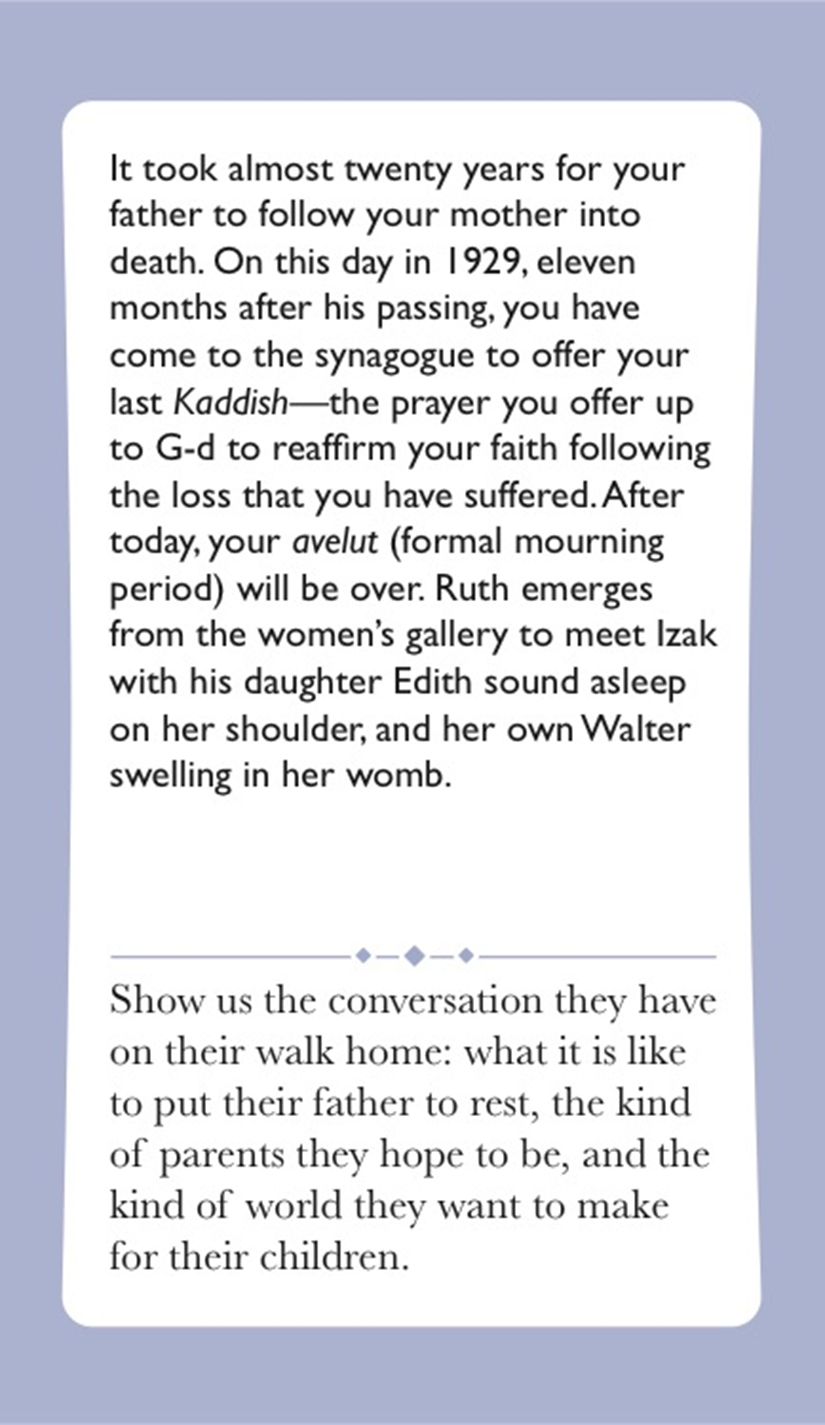 It took almost twenty years for your
father to follow your mother into
death. On this day in 1929, eleven
months after his passing, you have
come to the synagogue to offer your
last Kaddish—the prayer you offer up
to G-d to reaffirm your faith following
the loss that you have suffered. After
today, your avelut (formal mourning
period) will be over. Ruth emerges
from the women’s gallery to meet Izak
with his daughter Edith sound asleep
on her shoulder, and her own Walter
swelling in her womb.
Show us the conversation they have
on their walk home: what it is like
to put their father to rest, the kind
of parents they hope to be, and the
kind of world they want to make
for their children.